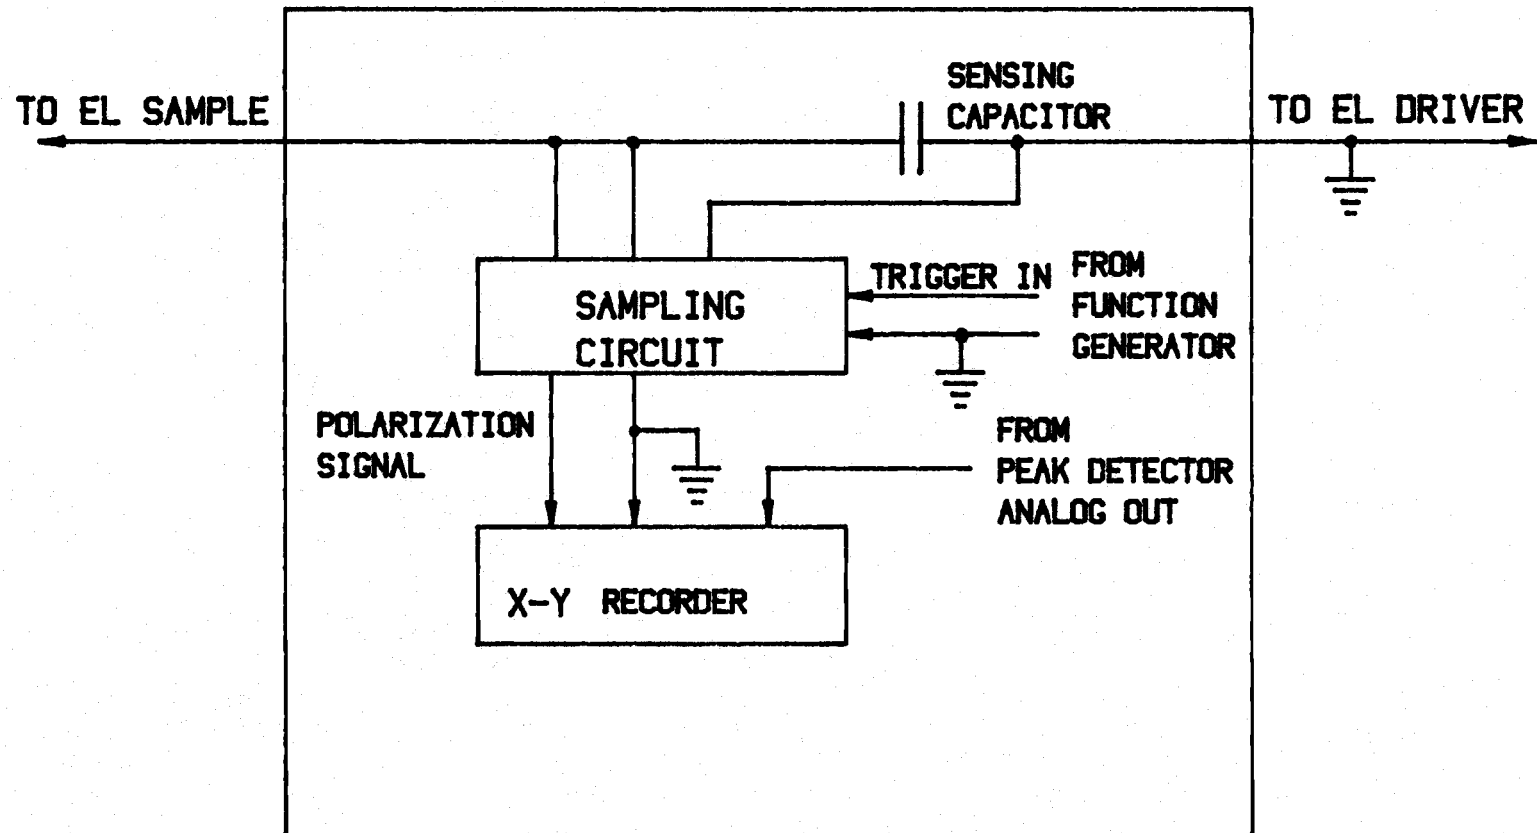 SENSING
CAPACITOR
TO EL SAMPLE
TO EL DRIVER
SAMPLING
CIRCUIT
TRIGGER IN
FROM
FUNCTION
GENERATOR
POLARIZATION
SIGNAL
FROM
PEAK DETECTOR
ANALOG OUT
X-Y RECORDER